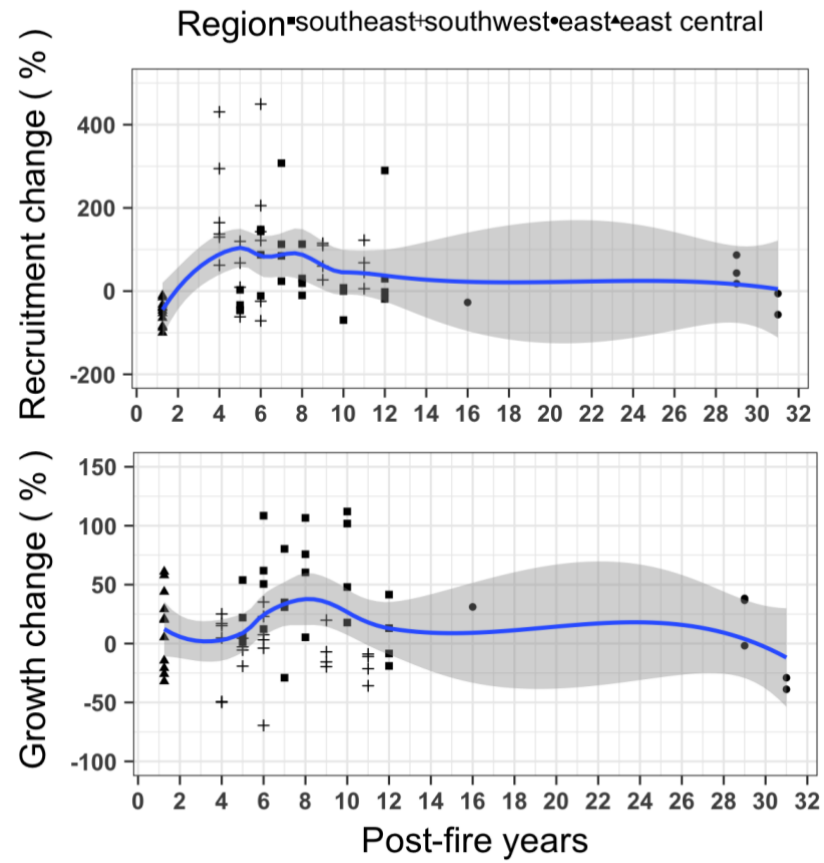 Region southeast southwest east east central
Recruitment change ( % )
400
200
0
-200
0 2 4 6 8 10 12 14 16 18 20 22 24 26 28 30 32
Growth change ( % )
150
100
50
0
-50
-100
0 2 4 6 8 10 12 14 16 18 20 22 24 26 28 30 32
Post-fire years